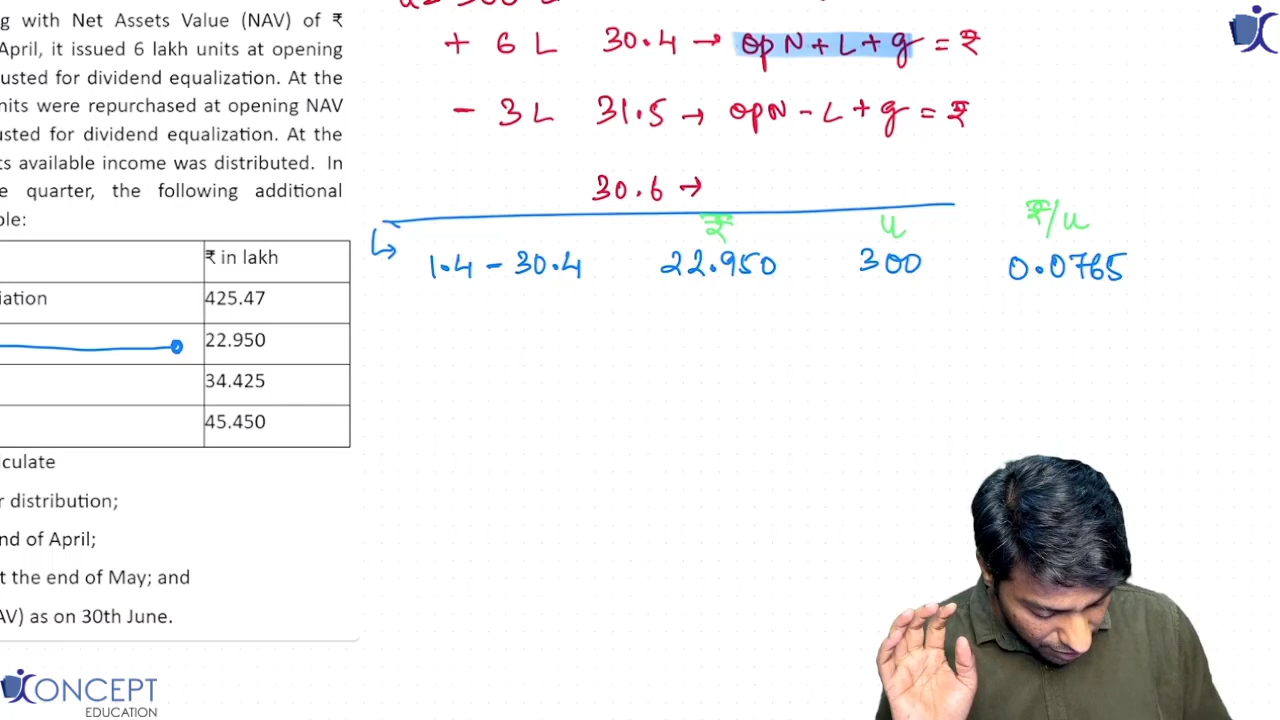 g with Net Assets Value (NAV) of ₹
April, it issued 6 lakh units at opening
usted for dividend equalization. At the
nits were repurchased at opening NAV
usted for dividend equalization. At the
ts available income was distributed. In
e quarter, the following additional
ble:
₹ in lakh
iation 425.47
22.950
34.425
45.450
lculate
r distribution;
nd of April;
t the end of May; and
AV) as on 30th June.
CONCEPT
EDUCATION
+ 6 L 30.4 → op N + L + g = ₹
- 3 L 31.5 → opN - L + g = ₹
30.6 →
₹ u ₹/u
1.4 - 30.4 22.950 300 0.0765